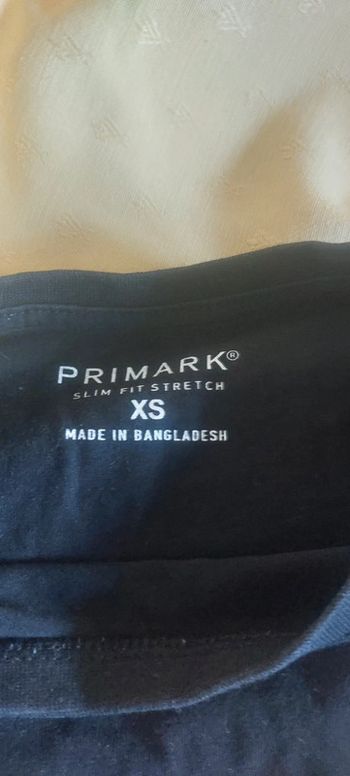 PRIMARK®
SLIM FIT STRETCH
XS
MADE IN BANGLADESH